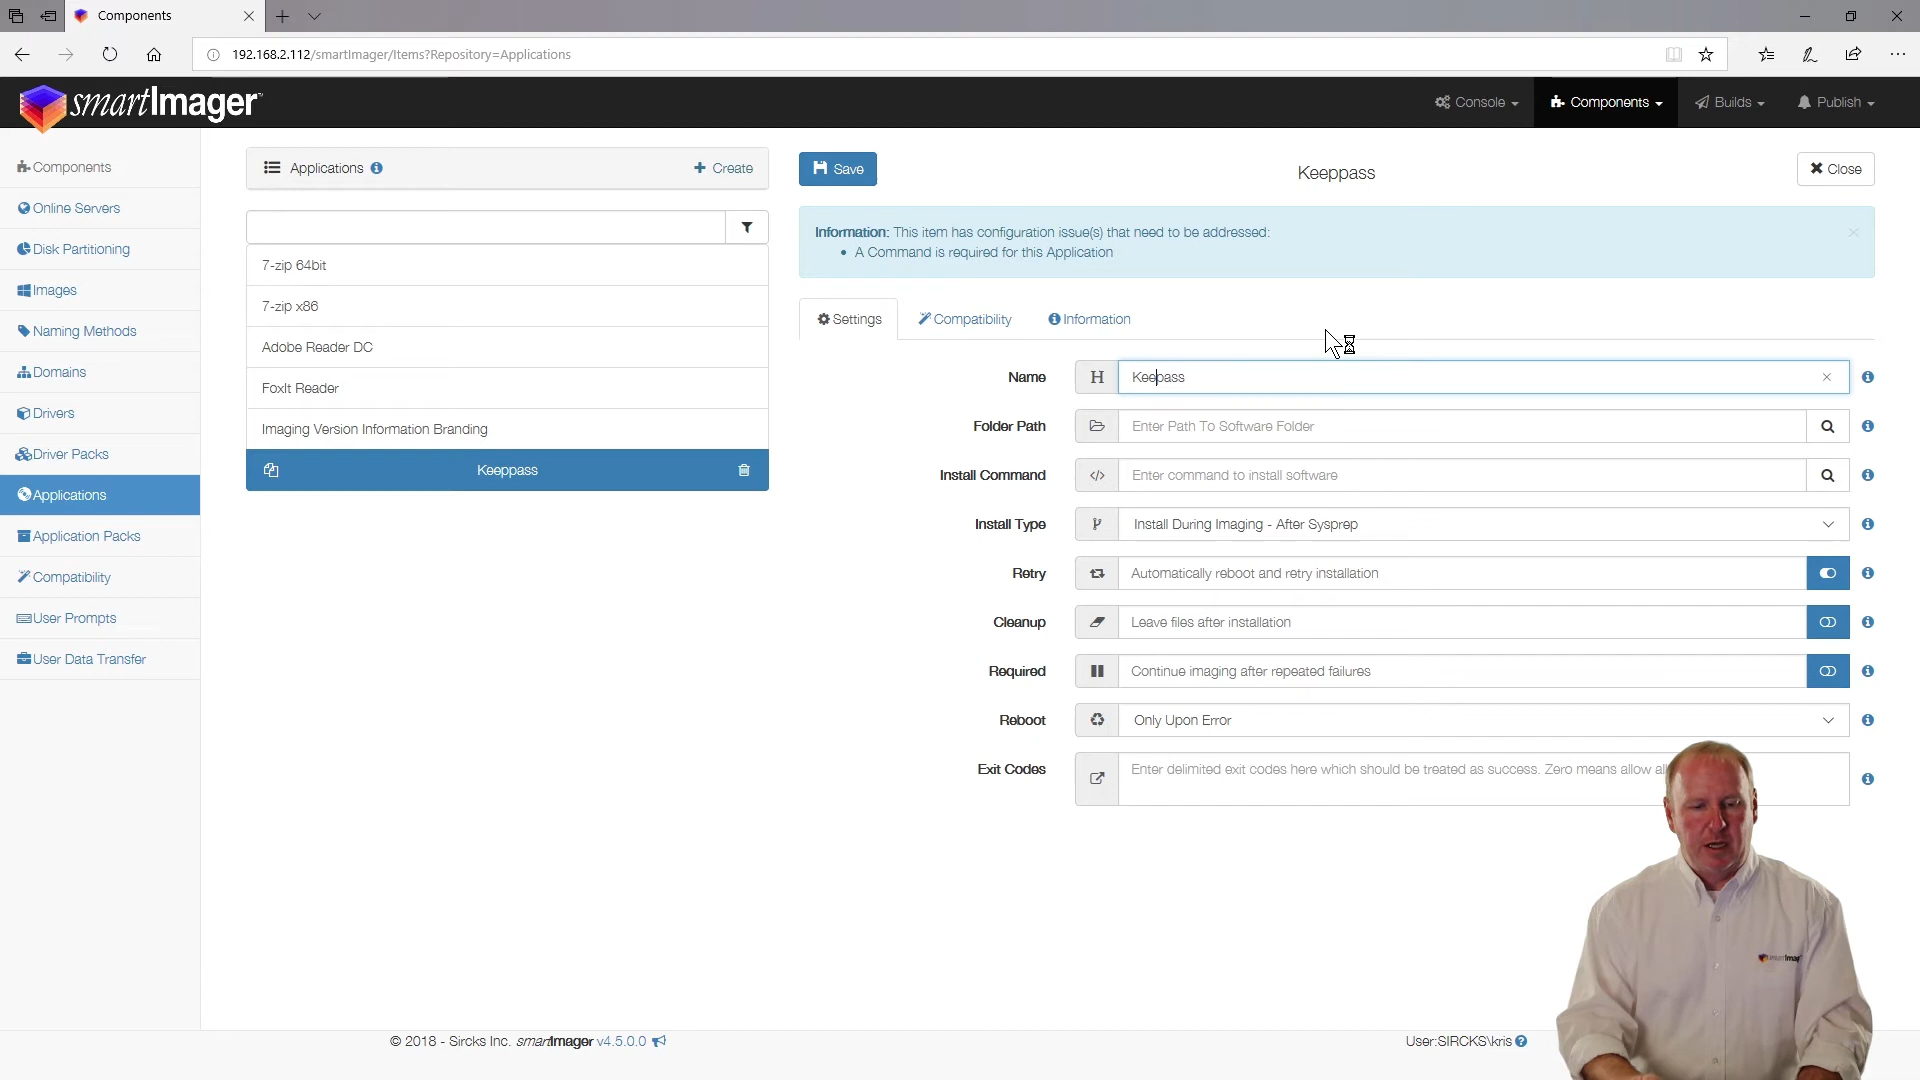 Components
192.168.2.112/smartImager/Items?Repository=Applications
smartImager
Console
Components
Builds
Publish
Components
Online Servers
Disk Partitioning
Images
Naming Methods
Domains
Drivers
Driver Packs
Applications
Application Packs
Compatibility
User Prompts
User Data Transfer
Applications
+ Create
7-zip 64bit
7-zip x86
Adobe Reader DC
FoxIt Reader
Imaging Version Information Branding
Keeppass
Save
Keeppass
Close
Information: This item has configuration issue(s) that need to be addressed:
• A Command is required for this Application
Settings
Compatibility
Information
Name
H
Keepass
Folder Path
Enter Path To Software Folder
Install Command
</>
Enter command to install software
Install Type
Install During Imaging - After Sysprep
Retry
Automatically reboot and retry installation
Cleanup
Leave files after installation
Required
Continue imaging after repeated failures
Reboot
Only Upon Error
Exit Codes
Enter delimited exit codes here which should be treated as success. Zero means allow
© 2018 - Sircks Inc. smartImager v4.5.0.0
User:SIRCKS\kris